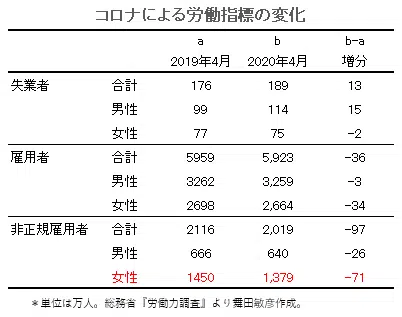 コロナによる労働指標の変化
a b b-a
2019年4月 2020年4月 増分
失業者 合計 176 189 13
男性 99 114 15
女性 77 75 -2
雇用者 合計 5959 5,923 -36
男性 3262 3,259 -3
女性 2698 2,664 -34
非正規雇用者 合計 2116 2,019 -97
男性 666 640 -26
女性 1450 1,379 -71
＊単位は万人。総務省『労働力調査』より舞田敏彦作成。